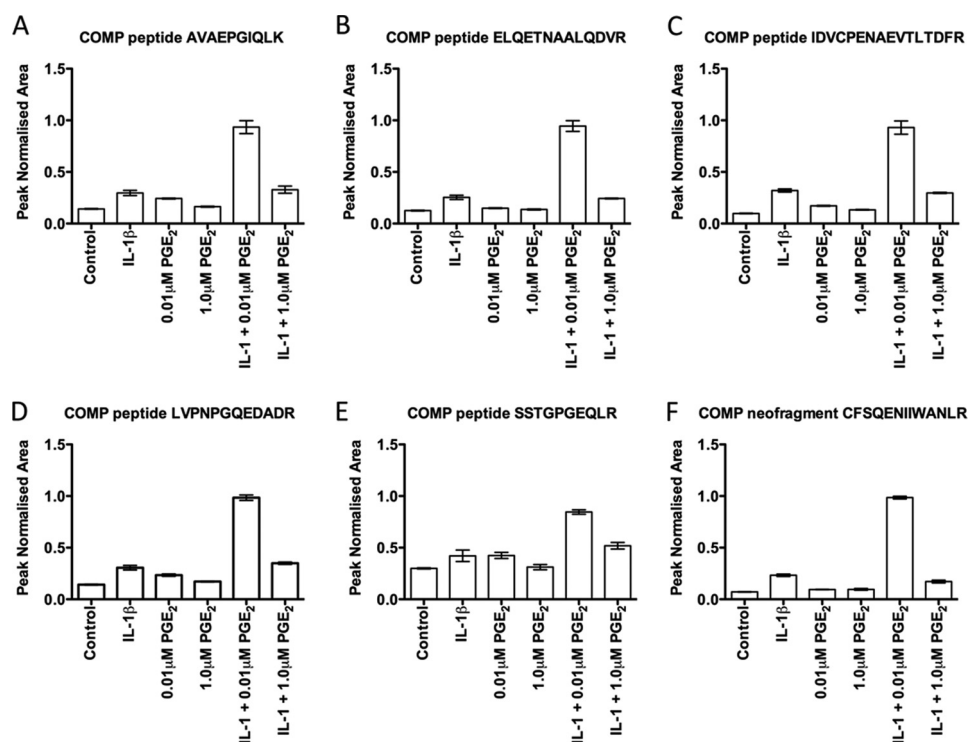 A
COMP peptide AVAEPGIQLK
Peak Normalised Area
1.5
1.0
0.5
0.0
Control
IL-1β
0.01μM PGE₂
1.0μM PGE₂
IL-1 + 0.01μM PGE₂
IL-1 + 1.0μM PGE₂
B
COMP peptide ELQETNAALQDVR
Peak Normalised Area
1.5
1.0
0.5
0.0
Control
IL-1β
0.01μM PGE₂
1.0μM PGE₂
IL-1 + 0.01μM PGE₂
IL-1 + 1.0μM PGE₂
C
COMP peptide IDVCPENAEVTLTDFR
Peak Normalised Area
1.5
1.0
0.5
0.0
Control
IL-1β
0.01μM PGE₂
1.0μM PGE₂
IL-1 + 0.01μM PGE₂
IL-1 + 1.0μM PGE₂
D
COMP peptide LVPNPGQEDADR
Peak Normalised Area
1.5
1.0
0.5
0.0
Control
IL-1β
0.01μM PGE₂
1.0μM PGE₂
IL-1 + 0.01μM PGE₂
IL-1 + 1.0μM PGE₂
E
COMP peptide SSTGPGEQLR
Peak Normalised Area
1.5
1.0
0.5
0.0
Control
IL-1β
0.01μM PGE₂
1.0μM PGE₂
IL-1 + 0.01μM PGE₂
IL-1 + 1.0μM PGE₂
F
COMP neofragment CFSQENIIWANLR
Peak Normalised Area
1.5
1.0
0.5
0.0
Control
IL-1β
0.01μM PGE₂
1.0μM PGE₂
IL-1 + 0.01μM PGE₂
IL-1 + 1.0μM PGE₂